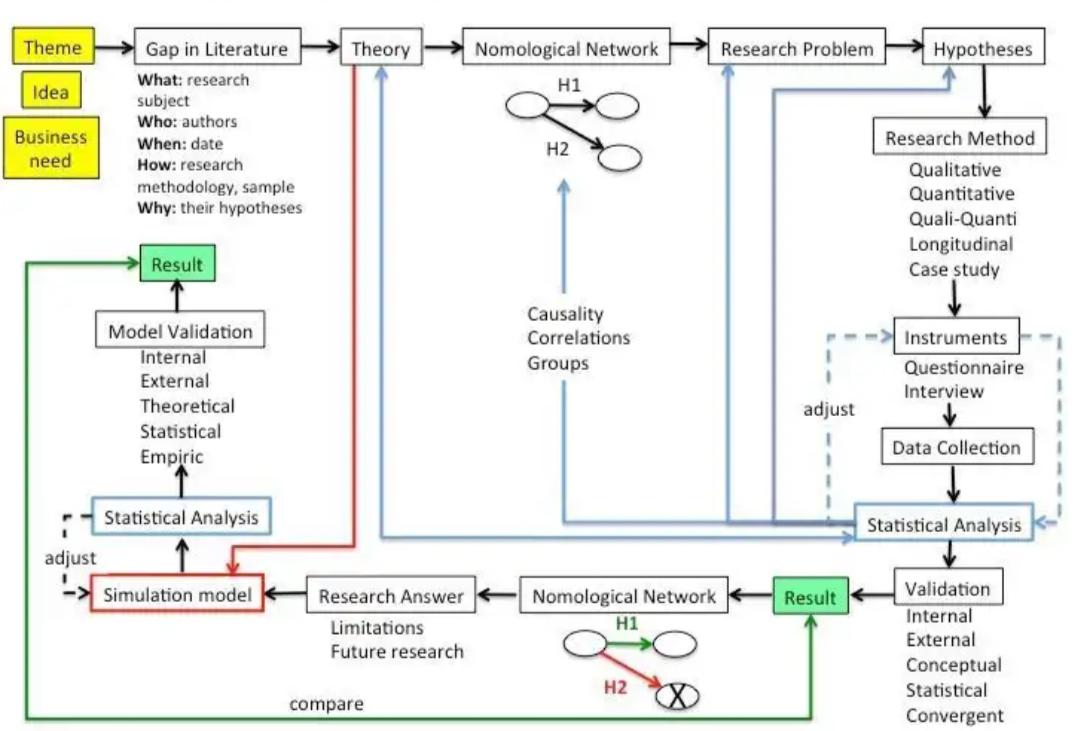 Theme
Gap in Literature
Theory
Nomological Network
Research Problem
Hypotheses
Idea
Business
need
What: research
subject
Who: authors
When: date
How: research
methodology, sample
Why: their hypotheses
H1
H2
Research Method
Qualitative
Quantitative
Quali-Quanti
Longitudinal
Case study
Result
Model Validation
Internal
External
Theoretical
Statistical
Empiric
Causality
Correlations
Groups
Instruments
Questionnaire
Interview
adjust
Data Collection
Statistical Analysis
Statistical Analysis
adjust
Simulation model
Research Answer
Limitations
Future research
Nomological Network
H1
H2
X
Result
Validation
Internal
External
Conceptual
Statistical
Convergent
compare